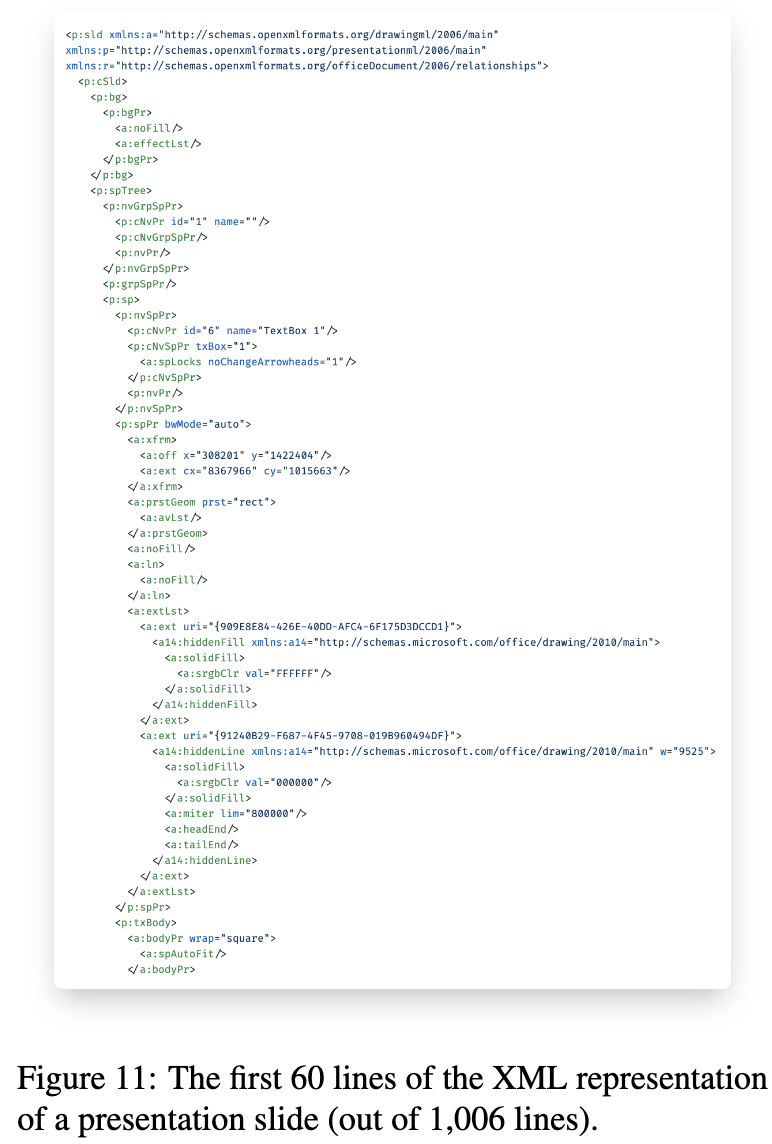 <p:sld xmlns:a="http://schemas.openxmlformats.org/drawingml/2006/main"
xmlns:p="http://schemas.openxmlformats.org/presentationml/2006/main"
xmlns:r="http://schemas.openxmlformats.org/officeDocument/2006/relationships">
<p:cSld>
<p:bg>
<p:bgPr>
<a:noFill/>
<a:effectLst/>
</p:bgPr>
</p:bg>
<p:spTree>
<p:nvGrpSpPr>
<p:cNvPr id="1" name=""/>
<p:cNvGrpSpPr/>
<p:nvPr/>
</p:nvGrpSpPr>
<p:grpSpPr/>
<p:sp>
<p:nvSpPr>
<p:cNvPr id="6" name="TextBox 1"/>
<p:cNvSpPr txBox="1">
<a:spLocks noChangeArrowheads="1"/>
</p:cNvSpPr>
<p:nvPr/>
</p:nvSpPr>
<p:spPr bwMode="auto">
<a:xfrm>
<a:off x="308201" y="1422404"/>
<a:ext cx="8367966" cy="1015663"/>
</a:xfrm>
<a:prstGeom prst="rect">
<a:avLst/>
</a:prstGeom>
<a:noFill/>
<a:ln>
<a:noFill/>
</a:ln>
<a:extLst>
<a:ext uri="{909E8E84-426E-40DD-AFC4-6F175D3DCCD1}">
<a14:hiddenFill xmlns:a14="http://schemas.microsoft.com/office/drawing/2010/main">
<a:solidFill>
<a:srgbClr val="FFFFFF"/>
</a:solidFill>
</a14:hiddenFill>
</a:ext>
<a:ext uri="{91240B29-F687-4F45-9708-019B960494DF}">
<a14:hiddenLine xmlns:a14="http://schemas.microsoft.com/office/drawing/2010/main" w="9525">
<a:solidFill>
<a:srgbClr val="000000"/>
</a:solidFill>
<a:miter lim="800000"/>
<a:headEnd/>
<a:tailEnd/>
</a14:hiddenLine>
</a:ext>
</a:extLst>
</p:spPr>
<p:txBody>
<a:bodyPr wrap="square">
<a:spAutoFit/>
</a:bodyPr>
Figure 11: The first 60 lines of the XML representation
of a presentation slide (out of 1,006 lines).